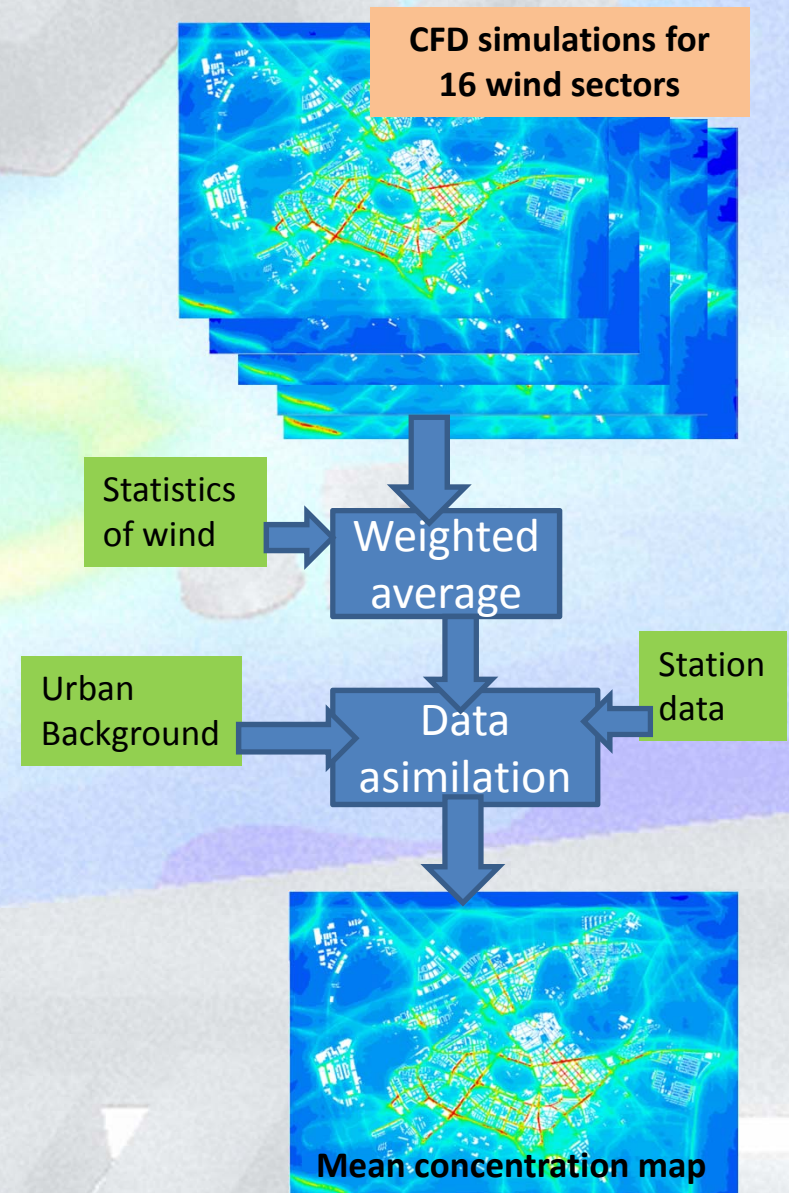 CFD simulations for
16 wind sectors
Statistics
of wind
Weighted
average
Urban
Background
Station
data
Data
asimilation
Mean concentration map